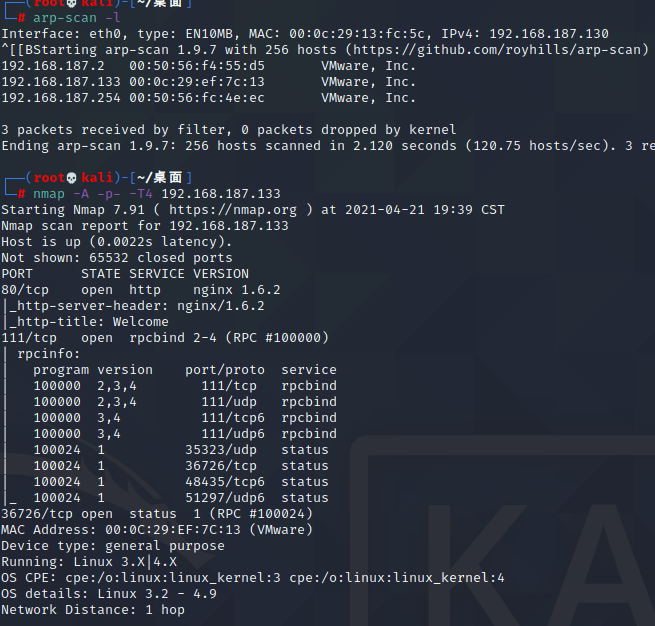 (root💀kali)-[~/桌面]
# arp-scan -l
Interface: eth0, type: EN10MB, MAC: 00:0c:29:13:fc:5c, IPv4: 192.168.187.130
^[[BStarting arp-scan 1.9.7 with 256 hosts (https://github.com/royhills/arp-scan)
192.168.187.2   00:50:56:f4:55:d5       VMware, Inc.
192.168.187.133 00:0c:29:ef:7c:13       VMware, Inc.
192.168.187.254 00:50:56:fc:4e:ec       VMware, Inc.
3 packets received by filter, 0 packets dropped by kernel
Ending arp-scan 1.9.7: 256 hosts scanned in 2.120 seconds (120.75 hosts/sec). 3 re
(root💀kali)-[~/桌面]
# nmap -A -p- -T4 192.168.187.133
Starting Nmap 7.91 ( https://nmap.org ) at 2021-04-21 19:39 CST
Nmap scan report for 192.168.187.133
Host is up (0.0022s latency).
Not shown: 65532 closed ports
PORT      STATE SERVICE VERSION
80/tcp    open  http    nginx 1.6.2
|_http-server-header: nginx/1.6.2
|_http-title: Welcome
111/tcp   open  rpcbind 2-4 (RPC #100000)
| rpcinfo:
|   program version    port/proto  service
|   100000  2,3,4        111/tcp   rpcbind
|   100000  2,3,4        111/udp   rpcbind
|   100000  3,4          111/tcp6  rpcbind
|   100000  3,4          111/udp6  rpcbind
|   100024  1          35323/udp   status
|   100024  1          36726/tcp   status
|   100024  1          48435/tcp6  status
|_  100024  1          51297/udp6  status
36726/tcp open  status  1 (RPC #100024)
MAC Address: 00:0C:29:EF:7C:13 (VMware)
Device type: general purpose
Running: Linux 3.X|4.X
OS CPE: cpe:/o:linux:linux_kernel:3 cpe:/o:linux:linux_kernel:4
OS details: Linux 3.2 - 4.9
Network Distance: 1 hop
KA